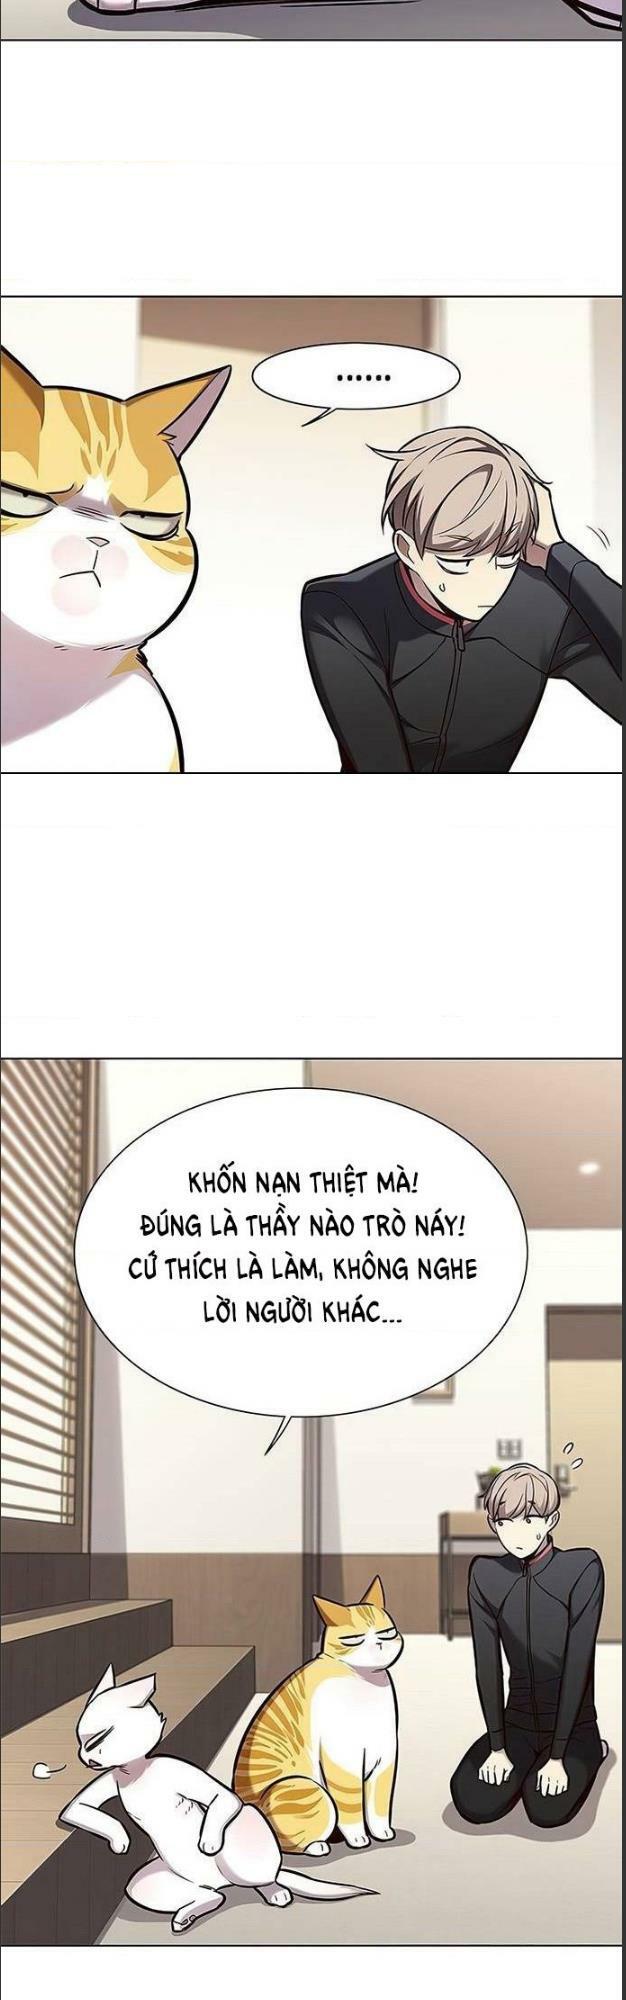 ......
KHỐN NẠN THIỆT MÀ!
ĐÚNG LÀ THẦY NÀO TRÒ NÁY!
CỨ THÍCH LÀ LÀM, KHÔNG NGHE
LỜI NGƯỜI KHÁC...